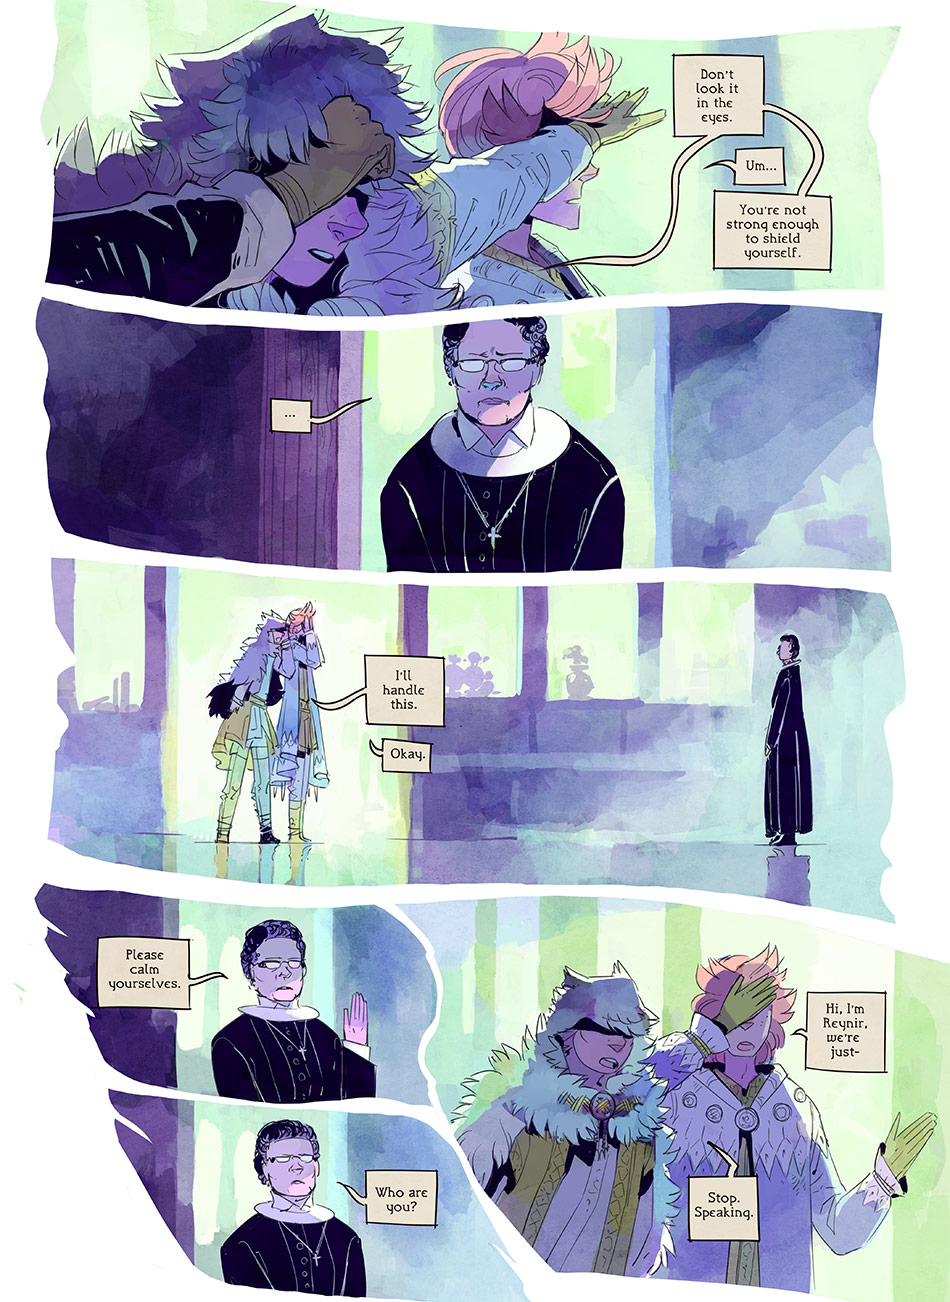 Don't
look it
in the
eyes.
Um...
You're not
strong enough
to shield
yourself.
...
I'll
handle
this.
Okay.
Please
calm
yourselves.
Who are
you?
Hi, I'm
Reynir,
we're
just-
Stop.
Speaking.